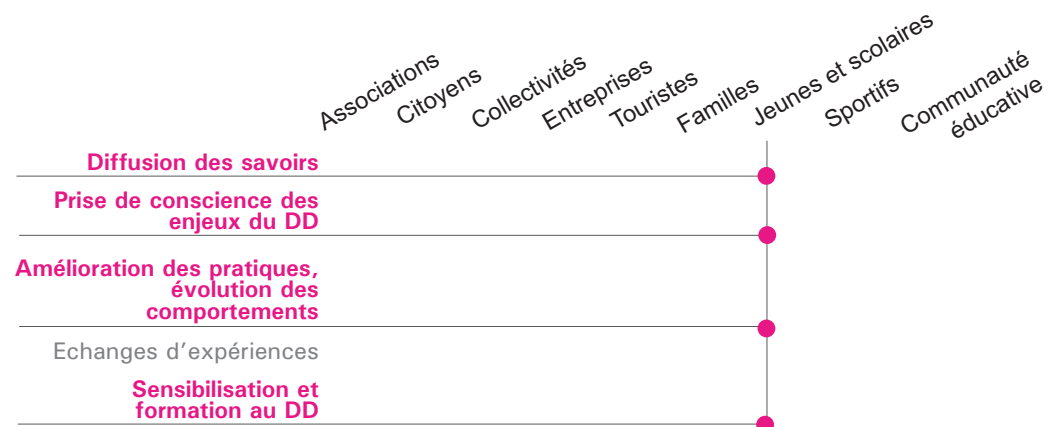 Associations
Citoyens
Collectivités
Entreprises
Touristes
Familles
Jeunes et scolaires
Sportifs
Communauté
éducative
Diffusion des savoirs
Prise de conscience des
enjeux du DD
Amélioration des pratiques,
évolution des
comportements
Echanges d’expériences
Sensibilisation et
formation au DD